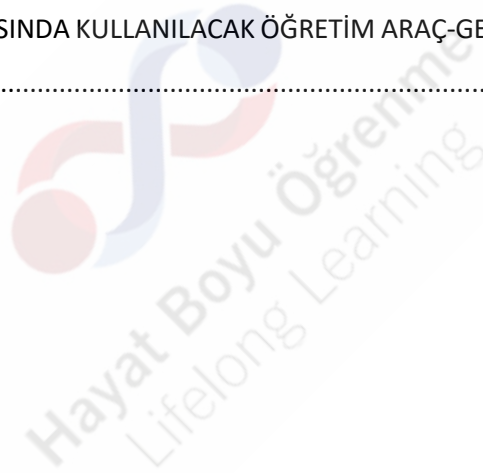 SINDA KULLANILACAK ÖĞRETİM ARAÇ-GE
................................................................
Hayat Boyu Öğrenme
Lifelong Learning